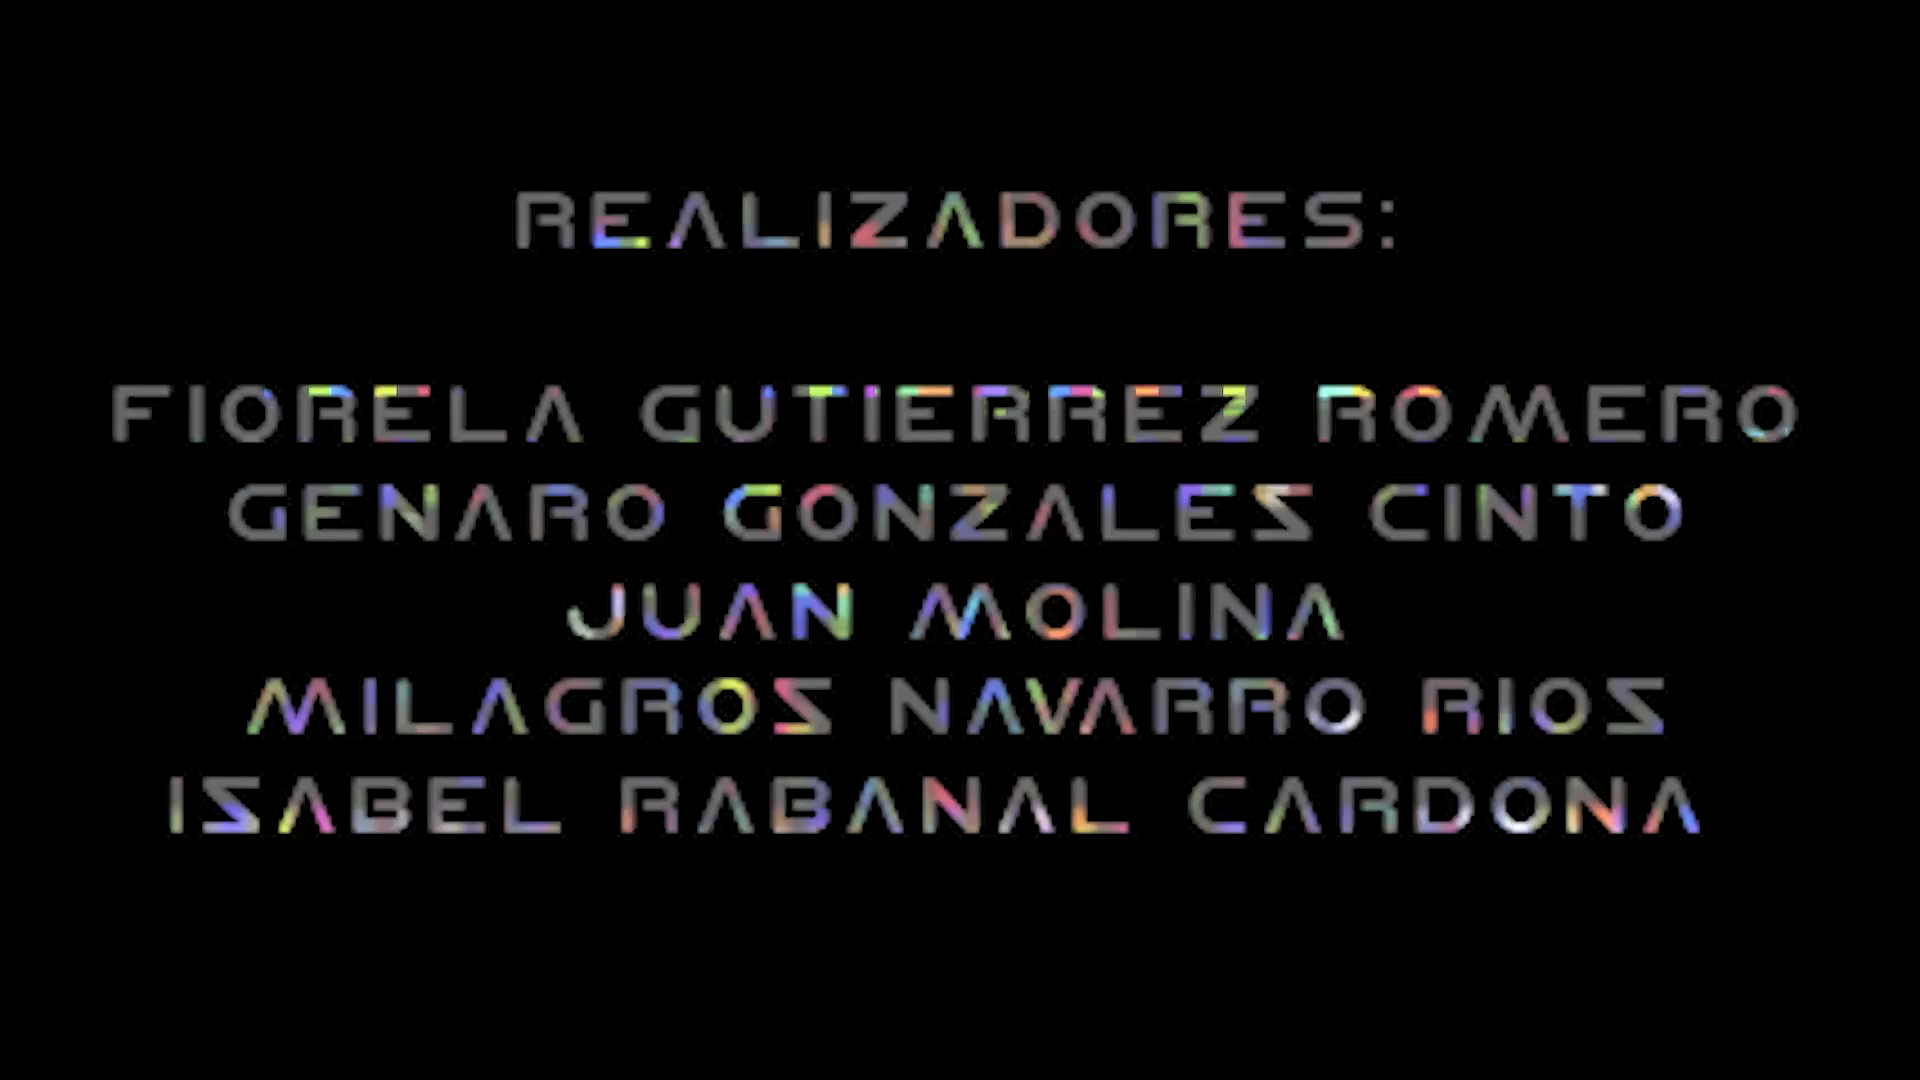 REALIZADORES:
FIORELA GUTIERREZ ROMERO
GENARO GONZALES CINTO
JUAN MOLINA
MILAGROS NAVARRO RIOS
ISABEL RABANAL CARDONA